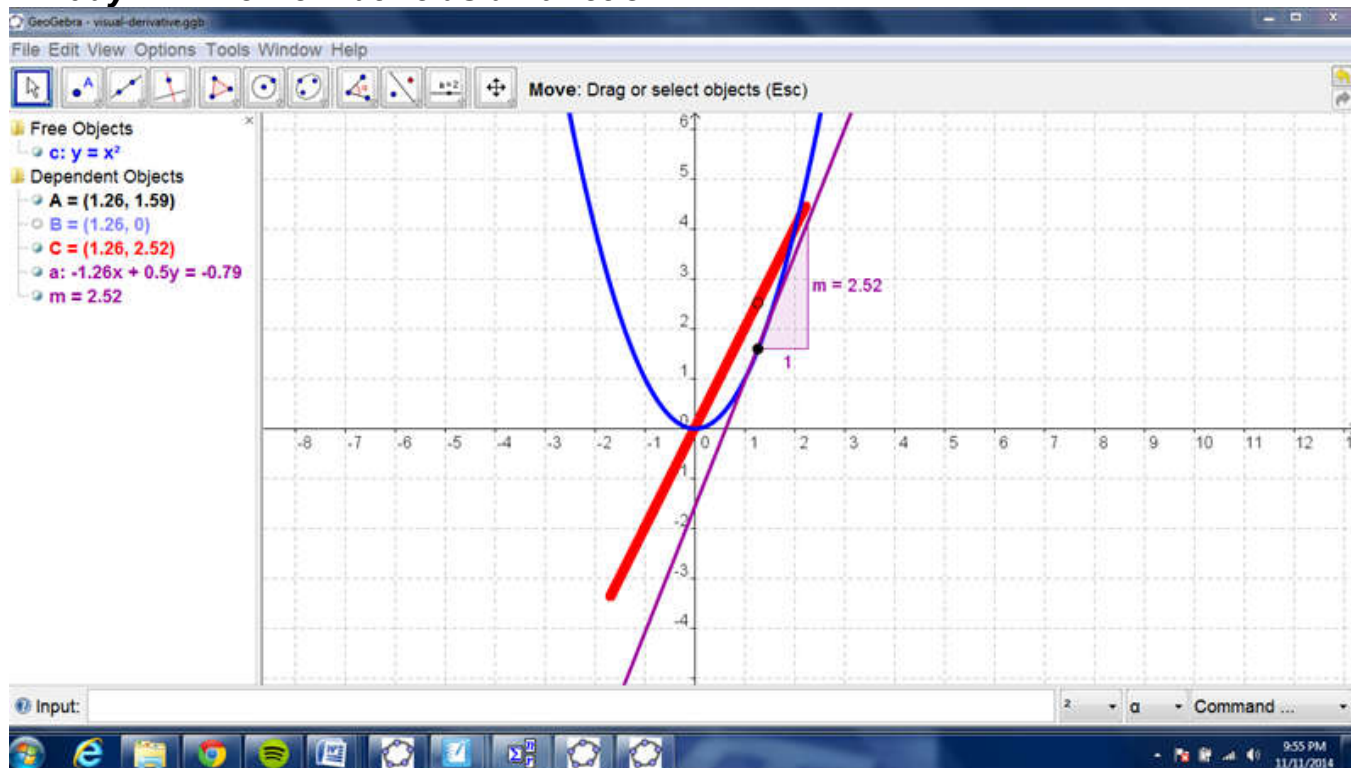 GeoGebra - visual-derivative.ggb
File Edit View Options Tools Window Help
A
a=2
Move: Drag or select objects (Esc)
Free Objects
c: y = x²
Dependent Objects
A = (1.26, 1.59)
B = (1.26, 0)
C = (1.26, 2.52)
a: -1.26x + 0.5y = -0.79
m = 2.52
6
5
4
3
2
1
0
-8 -7 -6 -5 -4 -3 -2 -1 0 1 2 3 4 5 6 7 8 9 10 11 12
-2
-3
-4
m = 2.52
1
Input:
² α Command ...
9:55 PM
11/11/2014